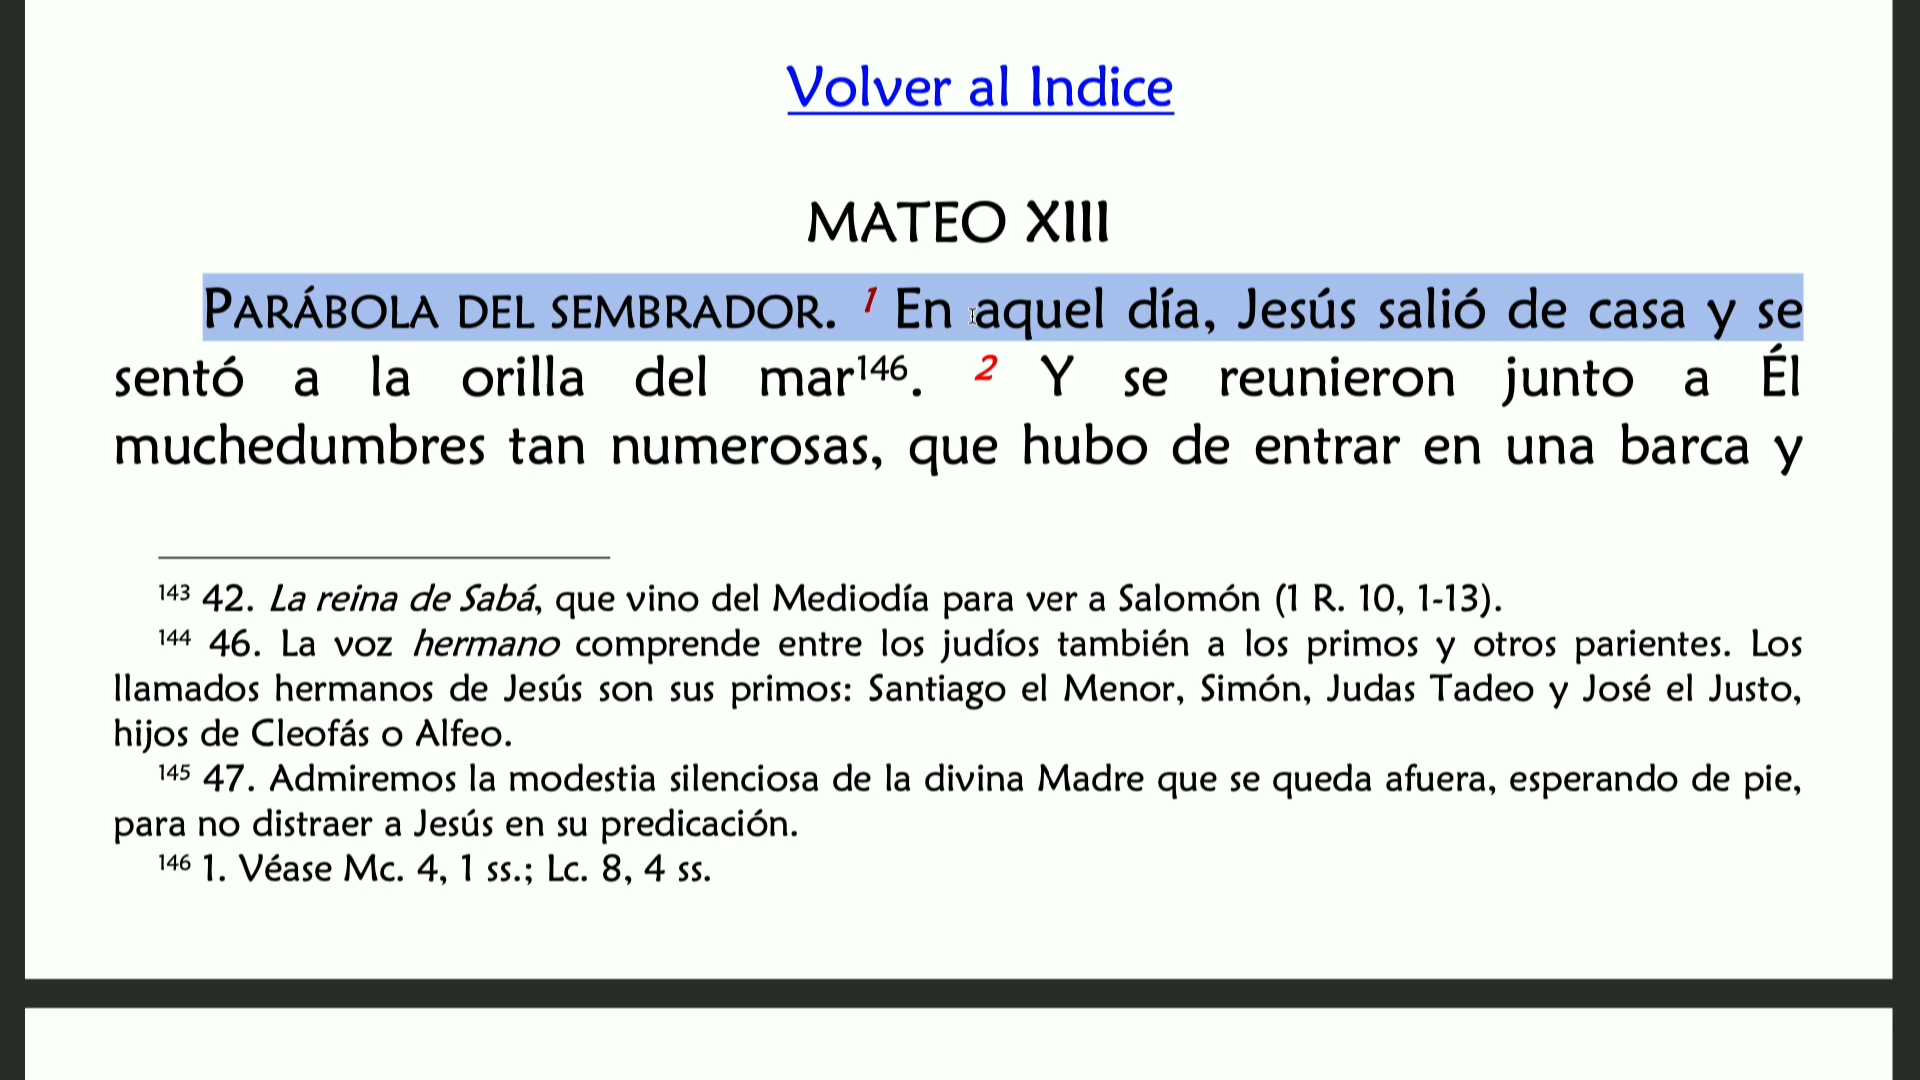 Volver al Indice
MATEO XIII
PARÁBOLA DEL SEMBRADOR. 1 En aquel día, Jesús salió de casa y se
sentó a la orilla del mar146. 2 Y se reunieron junto a Él
muchedumbres tan numerosas, que hubo de entrar en una barca y
143 42. La reina de Sabá, que vino del Mediodía para ver a Salomón (1 R. 10, 1-13).
144 46. La voz hermano comprende entre los judíos también a los primos y otros parientes. Los
llamados hermanos de Jesús son sus primos: Santiago el Menor, Simón, Judas Tadeo y José el Justo,
hijos de Cleofás o Alfeo.
145 47. Admiremos la modestia silenciosa de la divina Madre que se queda afuera, esperando de pie,
para no distraer a Jesús en su predicación.
146 1. Véase Mc. 4, 1 ss.; Lc. 8, 4 ss.